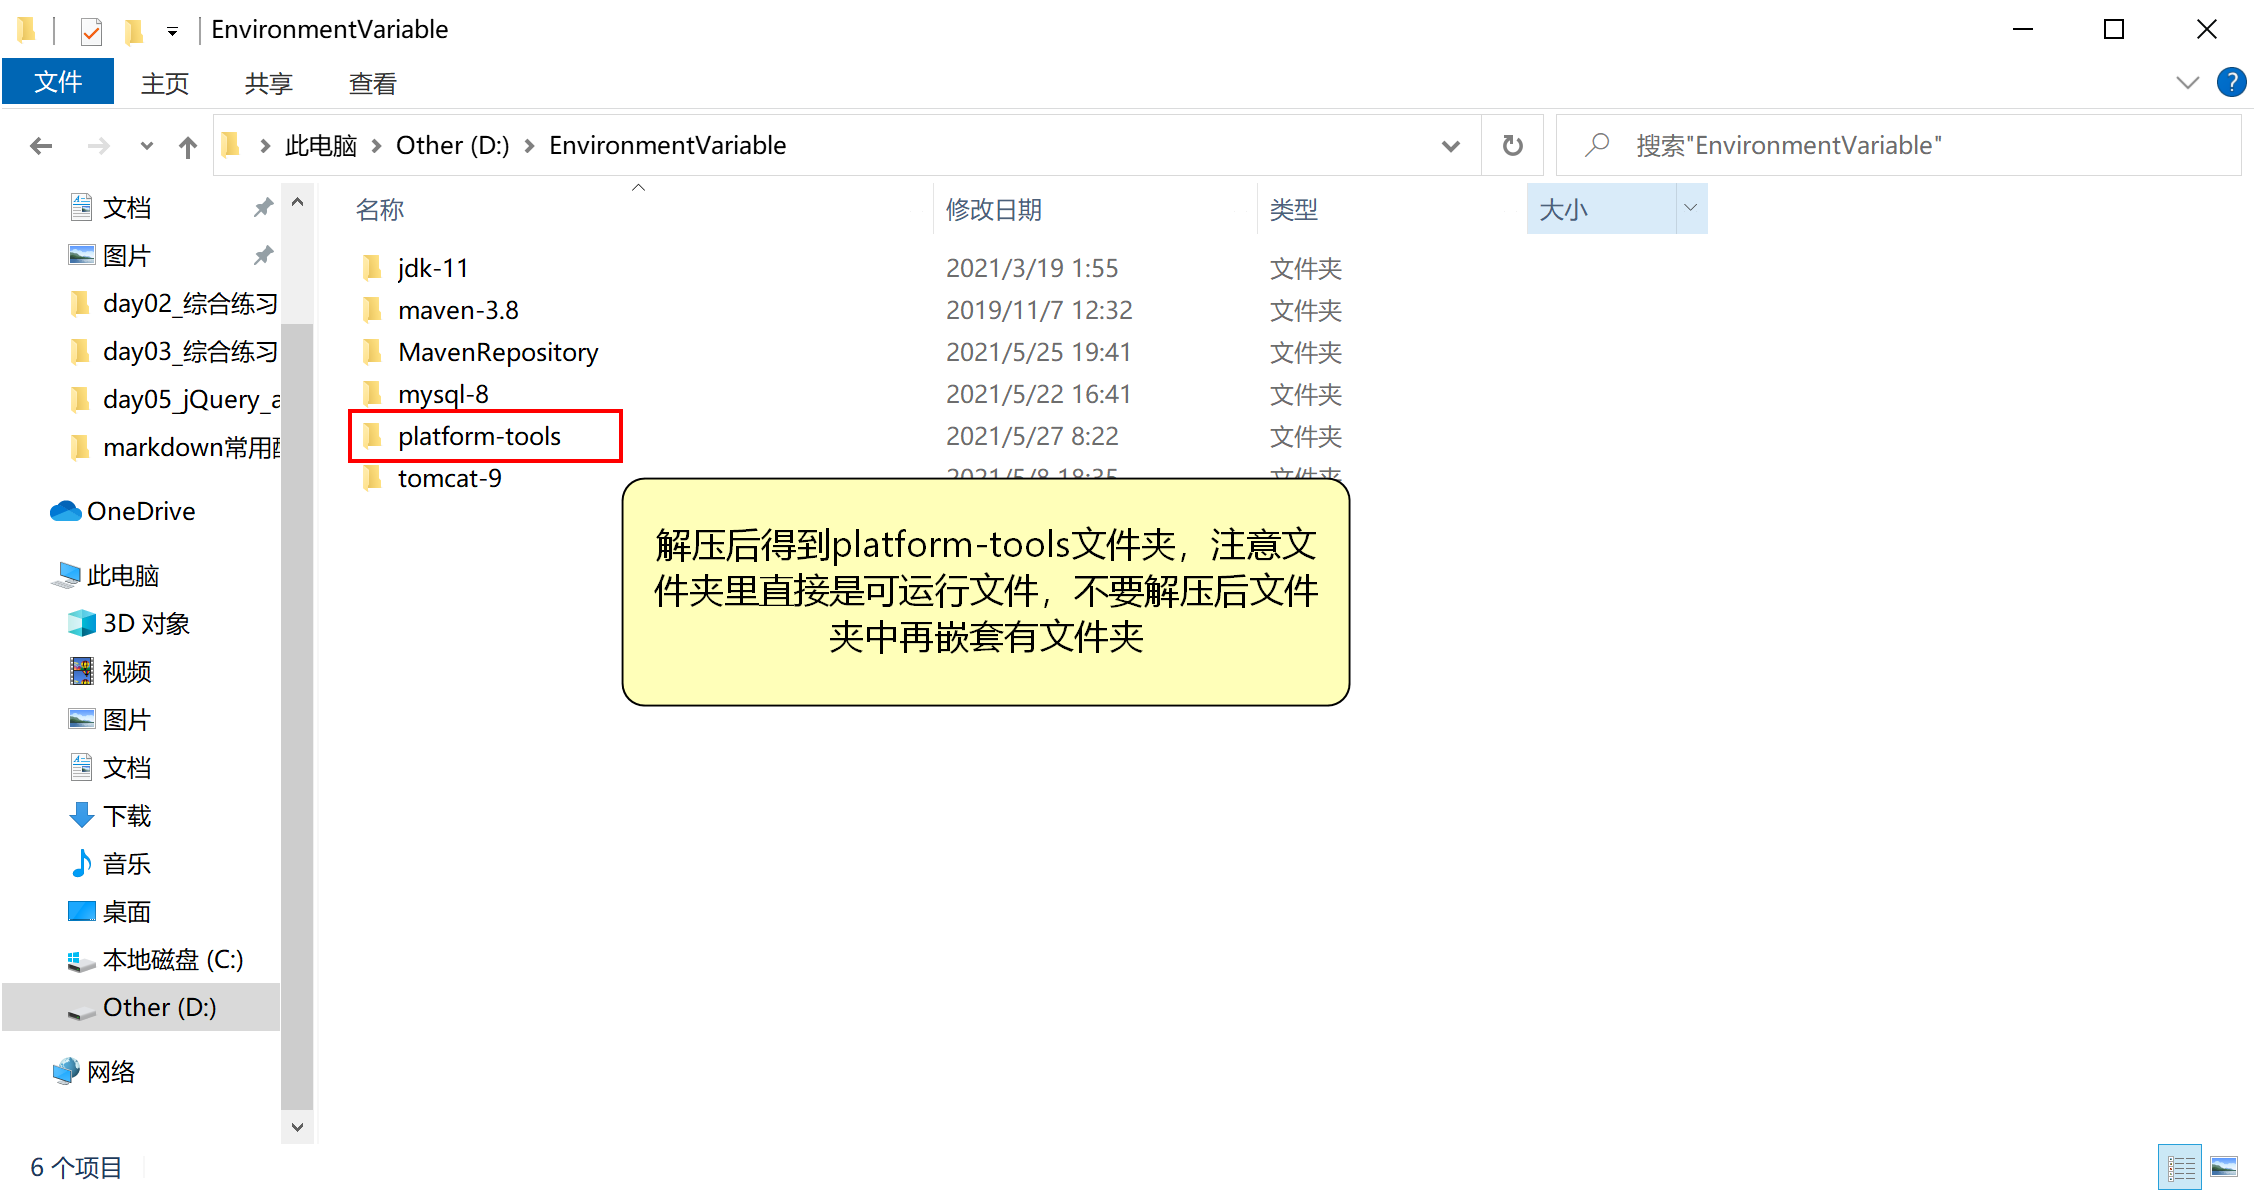 EnvironmentVariable
文件 主页 共享 查看
此电脑 Other (D:) EnvironmentVariable
搜索"EnvironmentVariable"
文档
图片
day02_综合练习
day03_综合练习
day05_jQuery_a
markdown常用
OneDrive
此电脑
3D 对象
视频
图片
文档
下载
音乐
桌面
本地磁盘 (C:)
Other (D:)
网络
名称 修改日期 类型 大小
jdk-11 2021/3/19 1:55 文件夹
maven-3.8 2019/11/7 12:32 文件夹
MavenRepository 2021/5/25 19:41 文件夹
mysql-8 2021/5/22 16:41 文件夹
platform-tools 2021/5/27 8:22 文件夹
tomcat-9 2021/5/8 18:35 文件夹
解压后得到platform-tools文件夹，注意文
件夹里直接是可运行文件，不要解压后文件
夹中再嵌套有文件夹
6 个项目